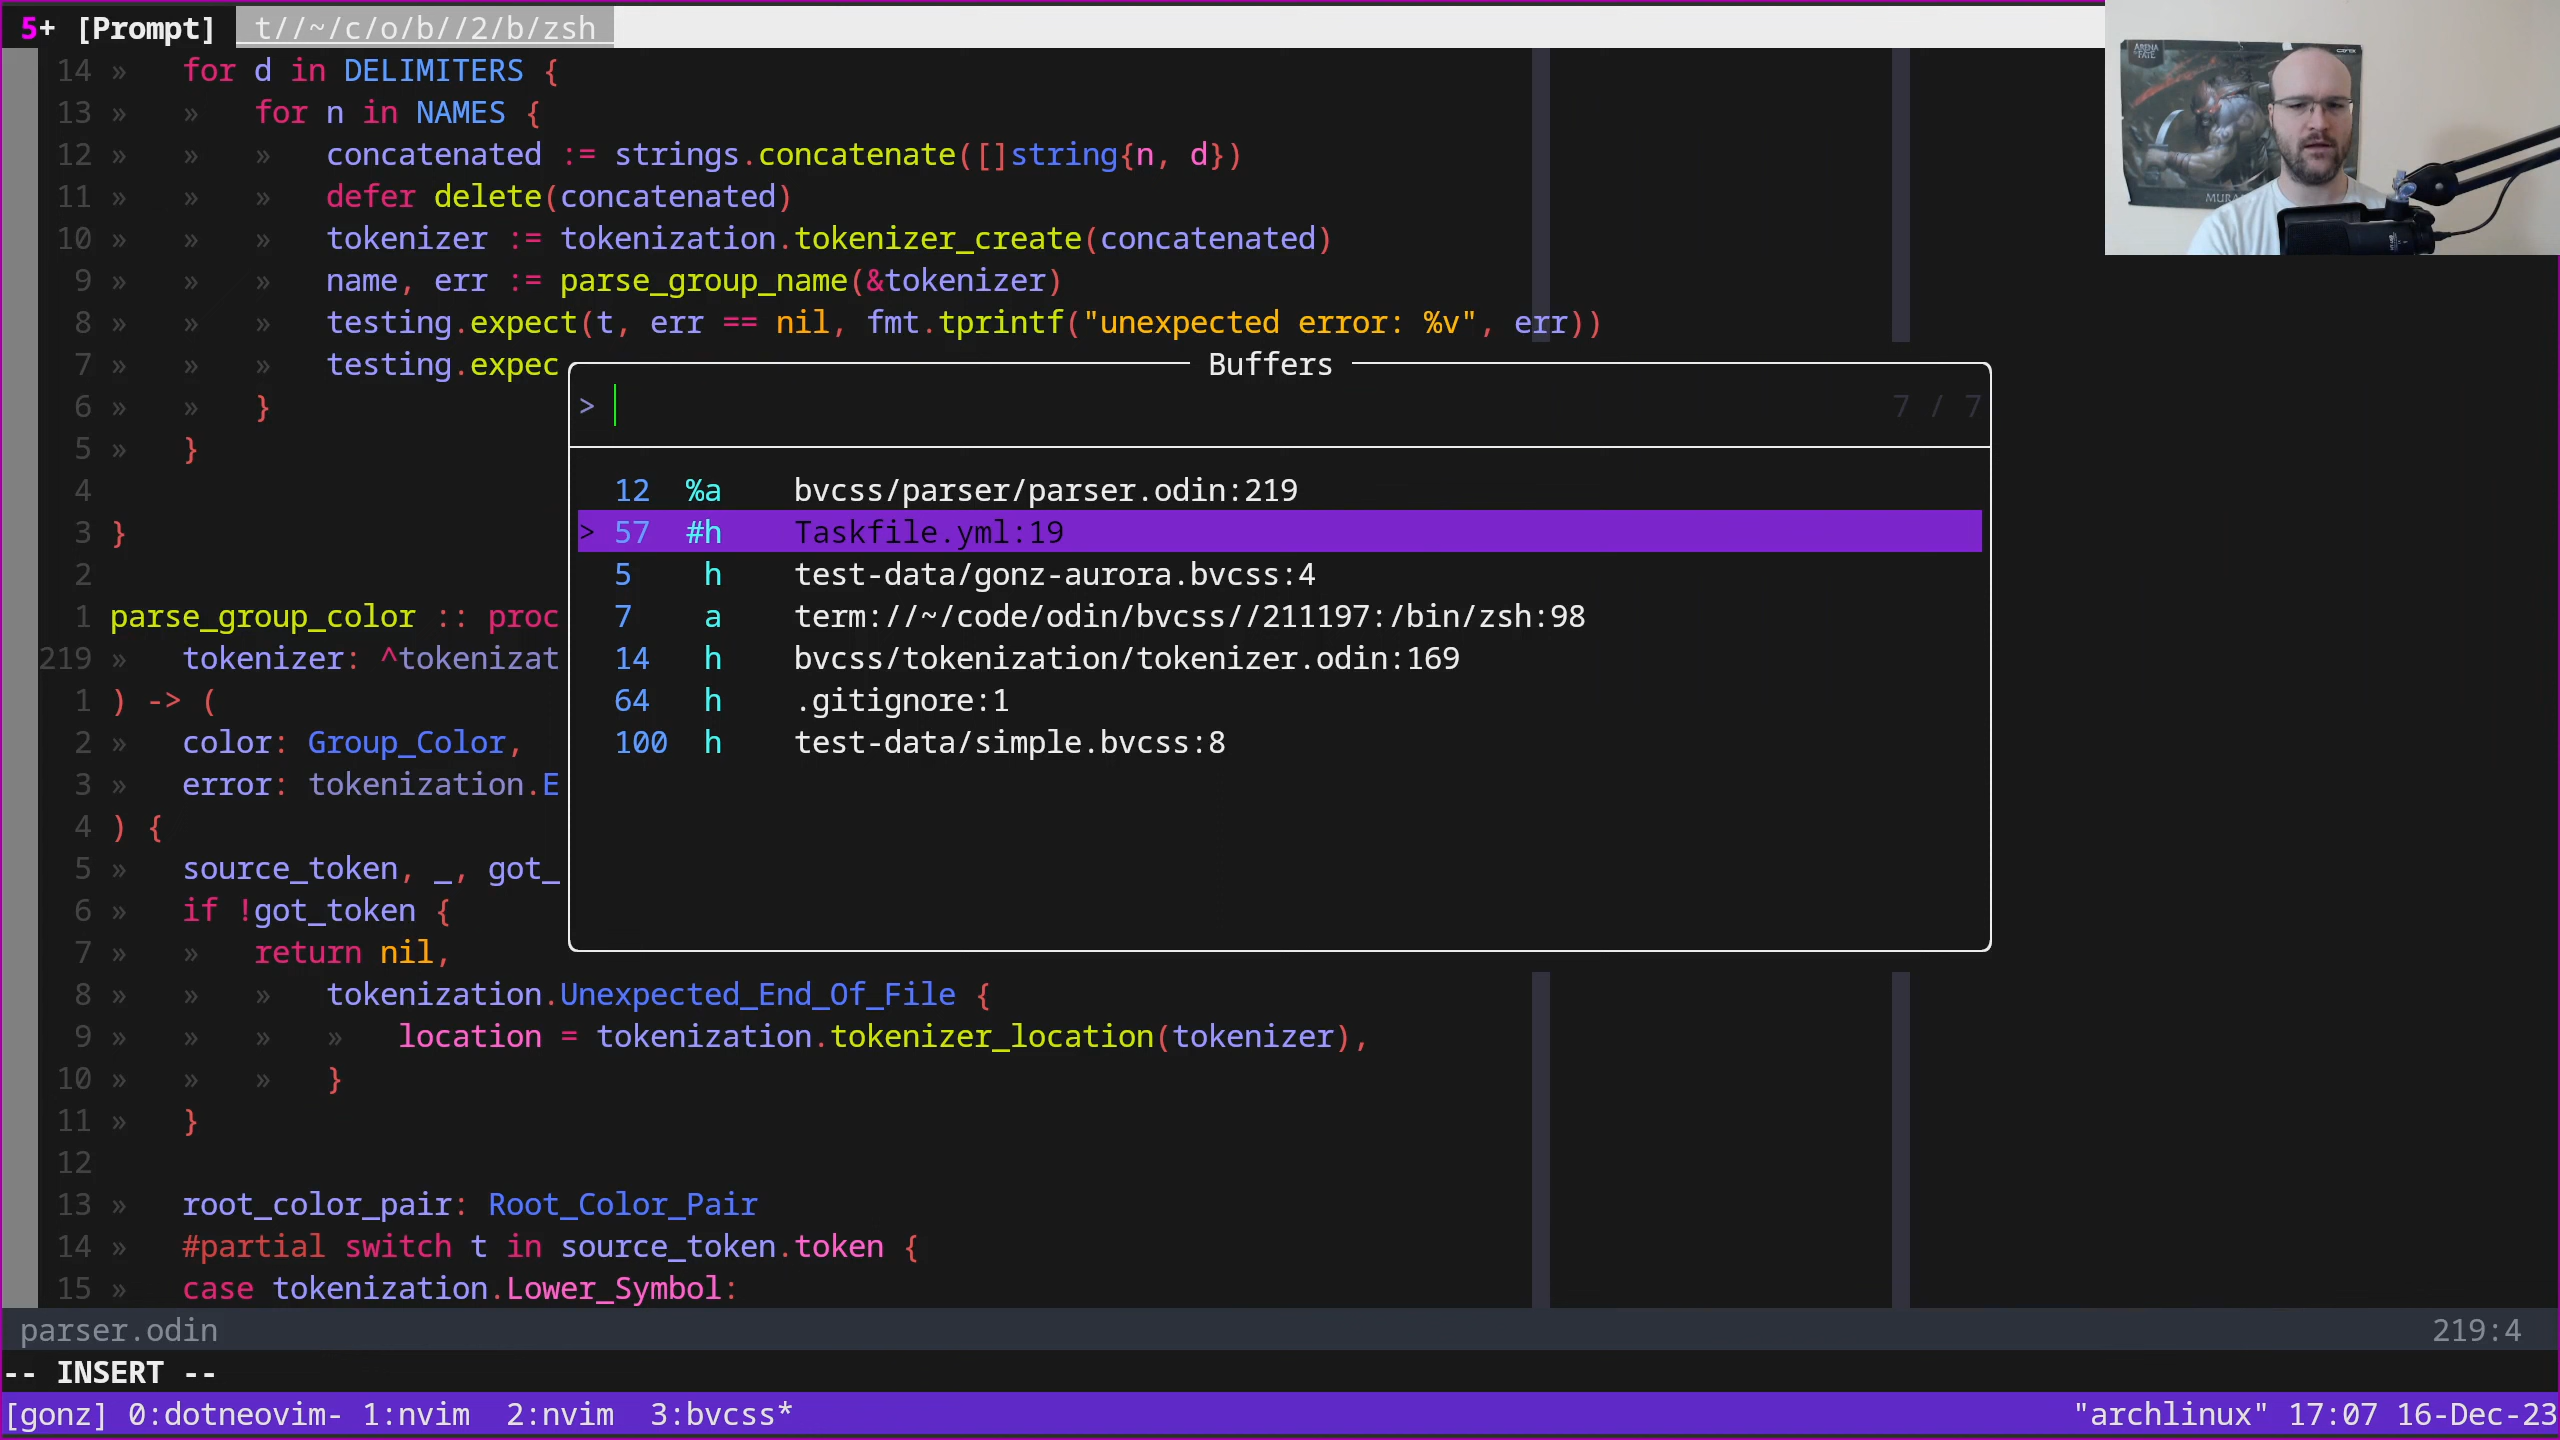 5+ [Prompt] t//~/c/o/b//2/b/zsh
14 » for d in DELIMITERS {
13 » » for n in NAMES {
12 » » » concatenated := strings.concatenate([]string{n, d})
11 » » » defer delete(concatenated)
10 » » » tokenizer := tokenization.tokenizer_create(concatenated)
9 » » » name, err := parse_group_name(&tokenizer)
8 » » » testing.expect(t, err == nil, fmt.tprintf("unexpected error: %v", err))
7 » » » testing.expec
6 » » }
5 » }
4
3 }
2
1 parse_group_color :: proc
219 » tokenizer: ^tokenizat
1 ) -> (
2 » color: Group_Color,
3 » error: tokenization.E
4 ) {
5 » source_token, _, got_
6 » if !got_token {
7 » » return nil,
8 » » » tokenization.Unexpected_End_Of_File {
9 » » » » location = tokenization.tokenizer_location(tokenizer),
10 » » » }
11 » }
12
13 » root_color_pair: Root_Color_Pair
14 » #partial switch t in source_token.token {
15 » case tokenization.Lower_Symbol:
Buffers
> 7 / 7
12 %a bvcss/parser/parser.odin:219
> 57 #h Taskfile.yml:19
5 h test-data/gonz-aurora.bvcss:4
7 a term://~/code/odin/bvcss//211197:/bin/zsh:98
14 h bvcss/tokenization/tokenizer.odin:169
64 h .gitignore:1
100 h test-data/simple.bvcss:8
parser.odin 219:4
-- INSERT --
[gonz] 0:dotneovim- 1:nvim 2:nvim 3:bvcss* "archlinux" 17:07 16-Dec-23
ARENA
FATE